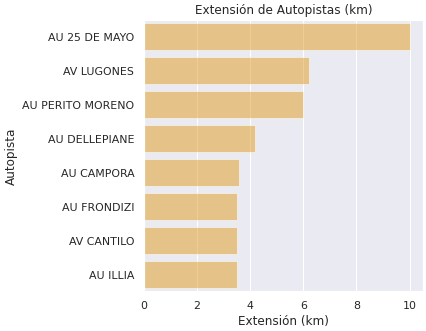 Extensión de Autopistas (km)
AU 25 DE MAYO
AV LUGONES
AU PERITO MORENO
AU DELLEPIANE
AU CAMPORA
AU FRONDIZI
AV CANTILO
AU ILLIA
Autopista
0 2 4 6 8 10
Extensión (km)